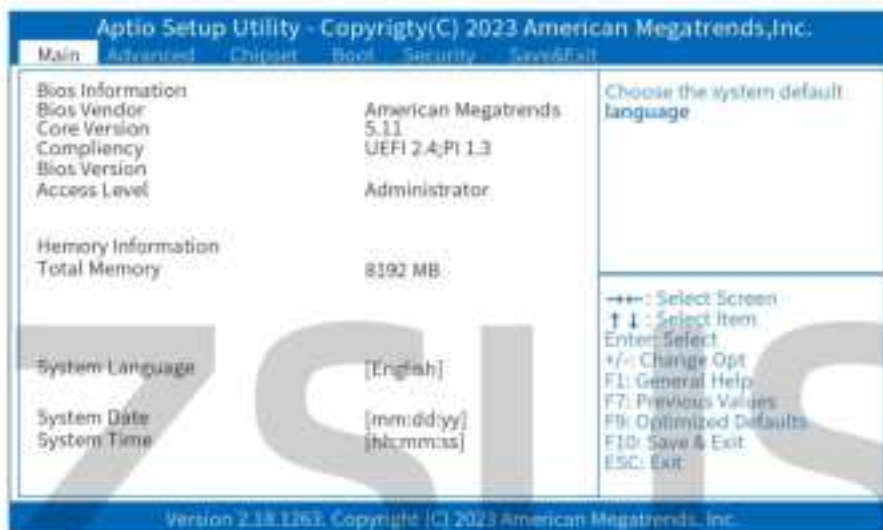 Aptio Setup Utility - Copyrigty(C) 2023 American Megatrends,Inc.
Main Advanced Chipset Boot Security Save&Exit
Bios Information
Bios Vendor American Megatrends
Core Version 5.11
Compliency UEFI 2.4;PI 1.3
Bios Version
Access Level Administrator
Hemory Information
Total Memory 8192 MB
System Language [English]
System Date [mm:dd:yy]
System Time [hh:mm:ss]
Choose the system default
language
→←: Select Screen
↑↓: Select Item
Enter: Select
+/-: Change Opt
F1: General Help
F7: Previous Values
F9: Optimized Defaults
F10: Save & Exit
ESC: Exit
Version 2.18.1263. Copyright (C) 2023 American Megatrends, Inc.